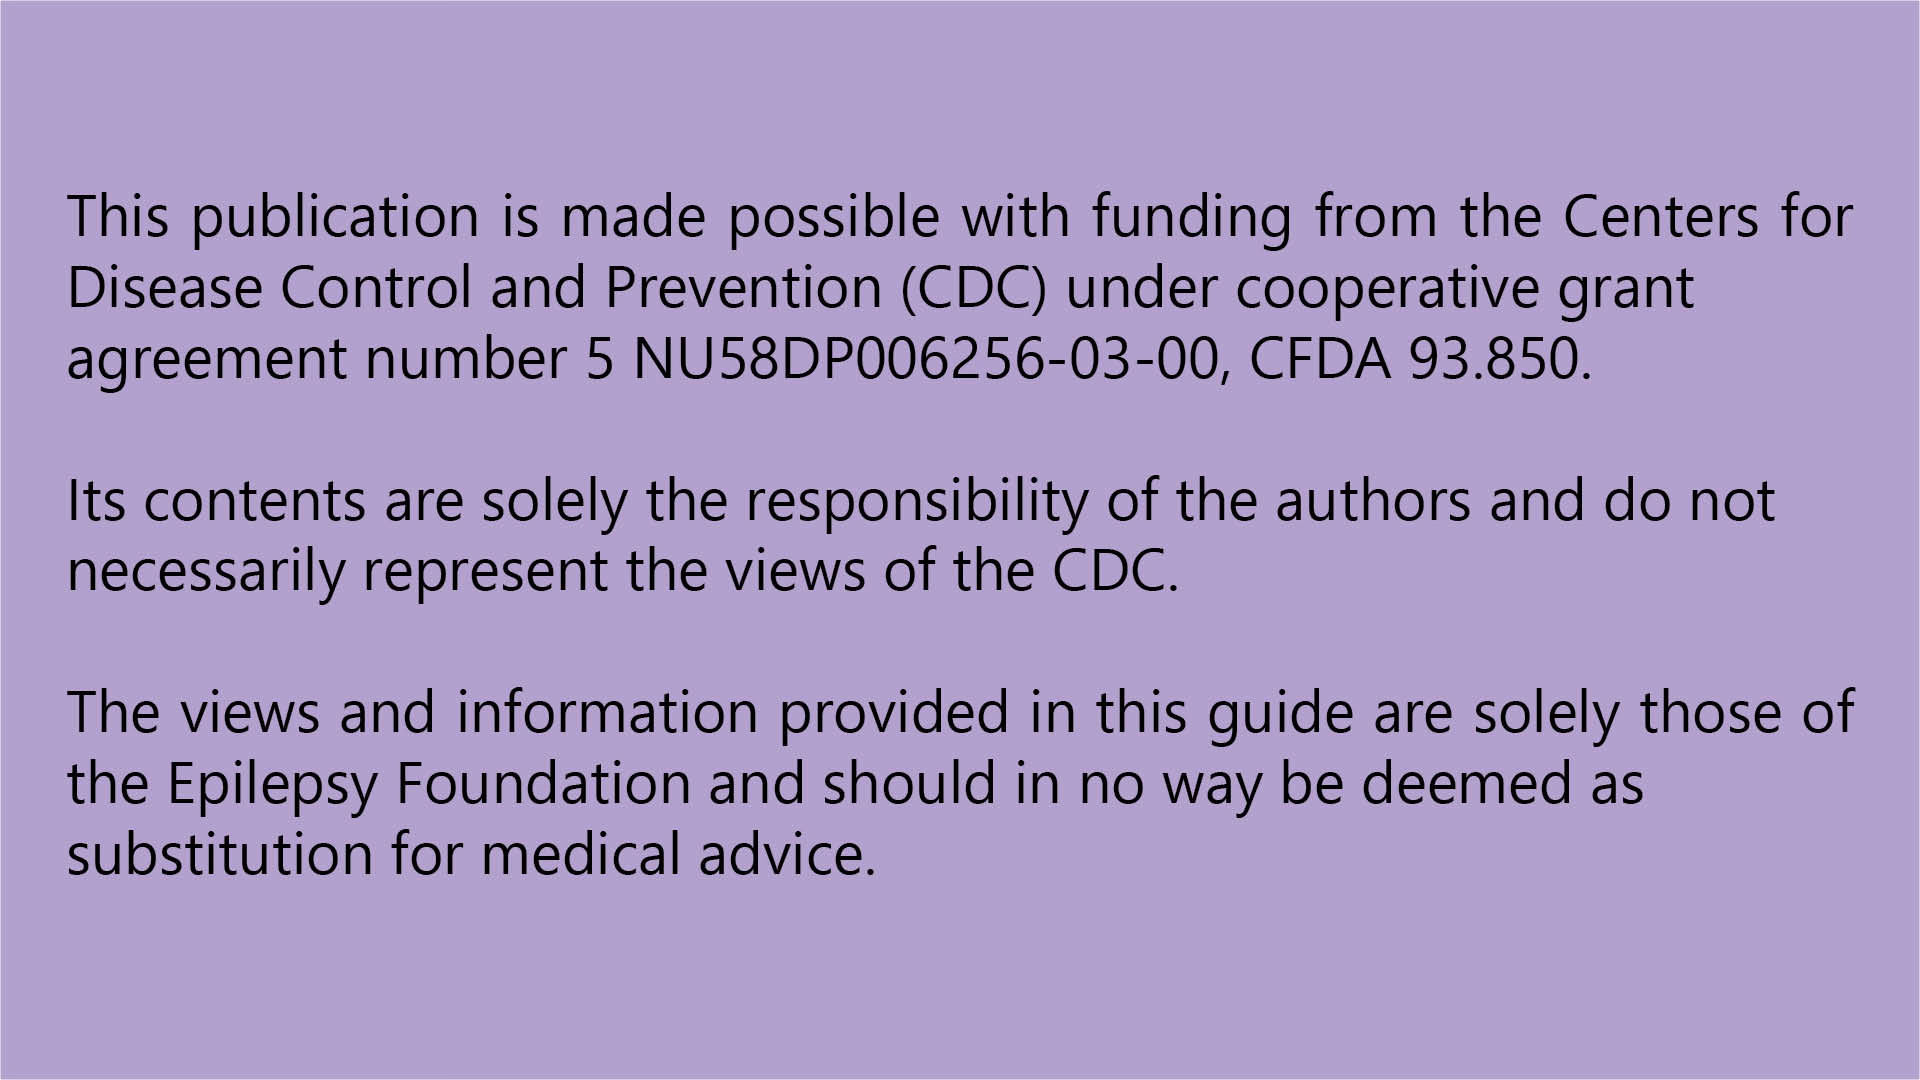 This publication is made possible with funding from the Centers for
Disease Control and Prevention (CDC) under cooperative grant
agreement number 5 NU58DP006256-03-00, CFDA 93.850.
Its contents are solely the responsibility of the authors and do not
necessarily represent the views of the CDC.
The views and information provided in this guide are solely those of
the Epilepsy Foundation and should in no way be deemed as
substitution for medical advice.